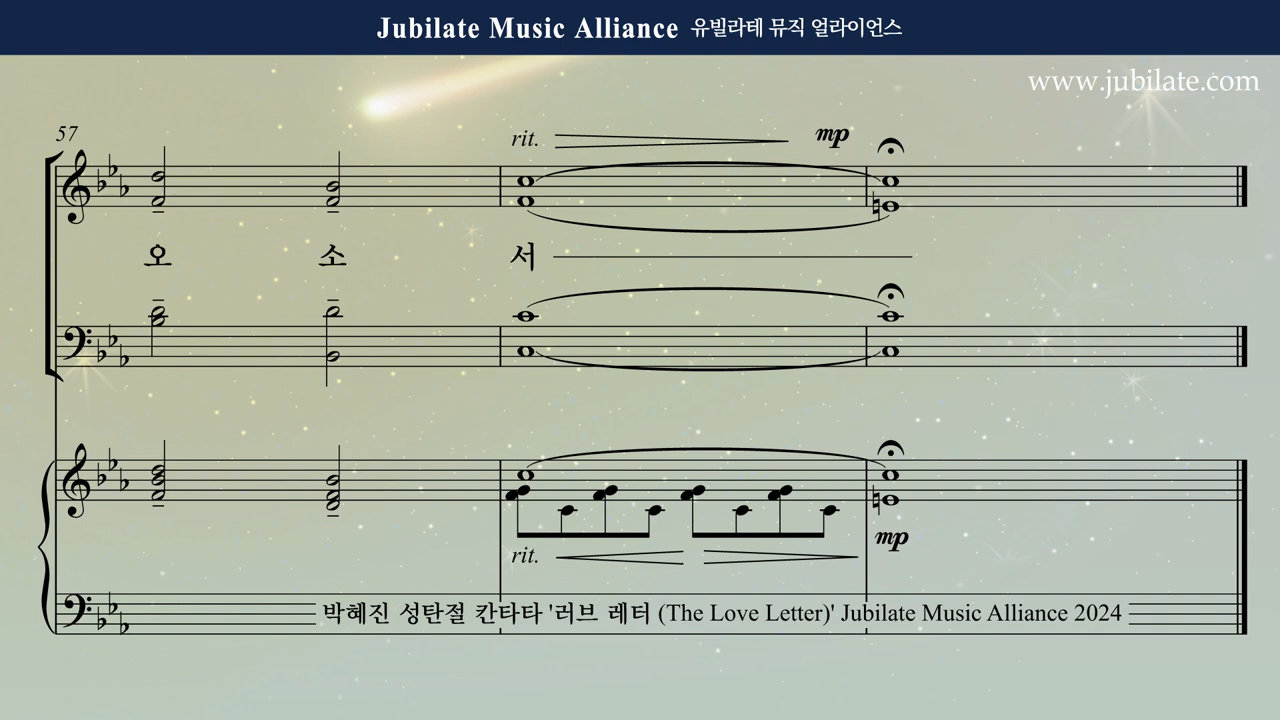 Jubilate Music Alliance 유빌라테 뮤직 얼라이언스
www.jubilate.com
57
rit. mp
오 소 서
rit. mp
박혜진 성탄절 칸타타 '러브 레터 (The Love Letter)' Jubilate Music Alliance 2024